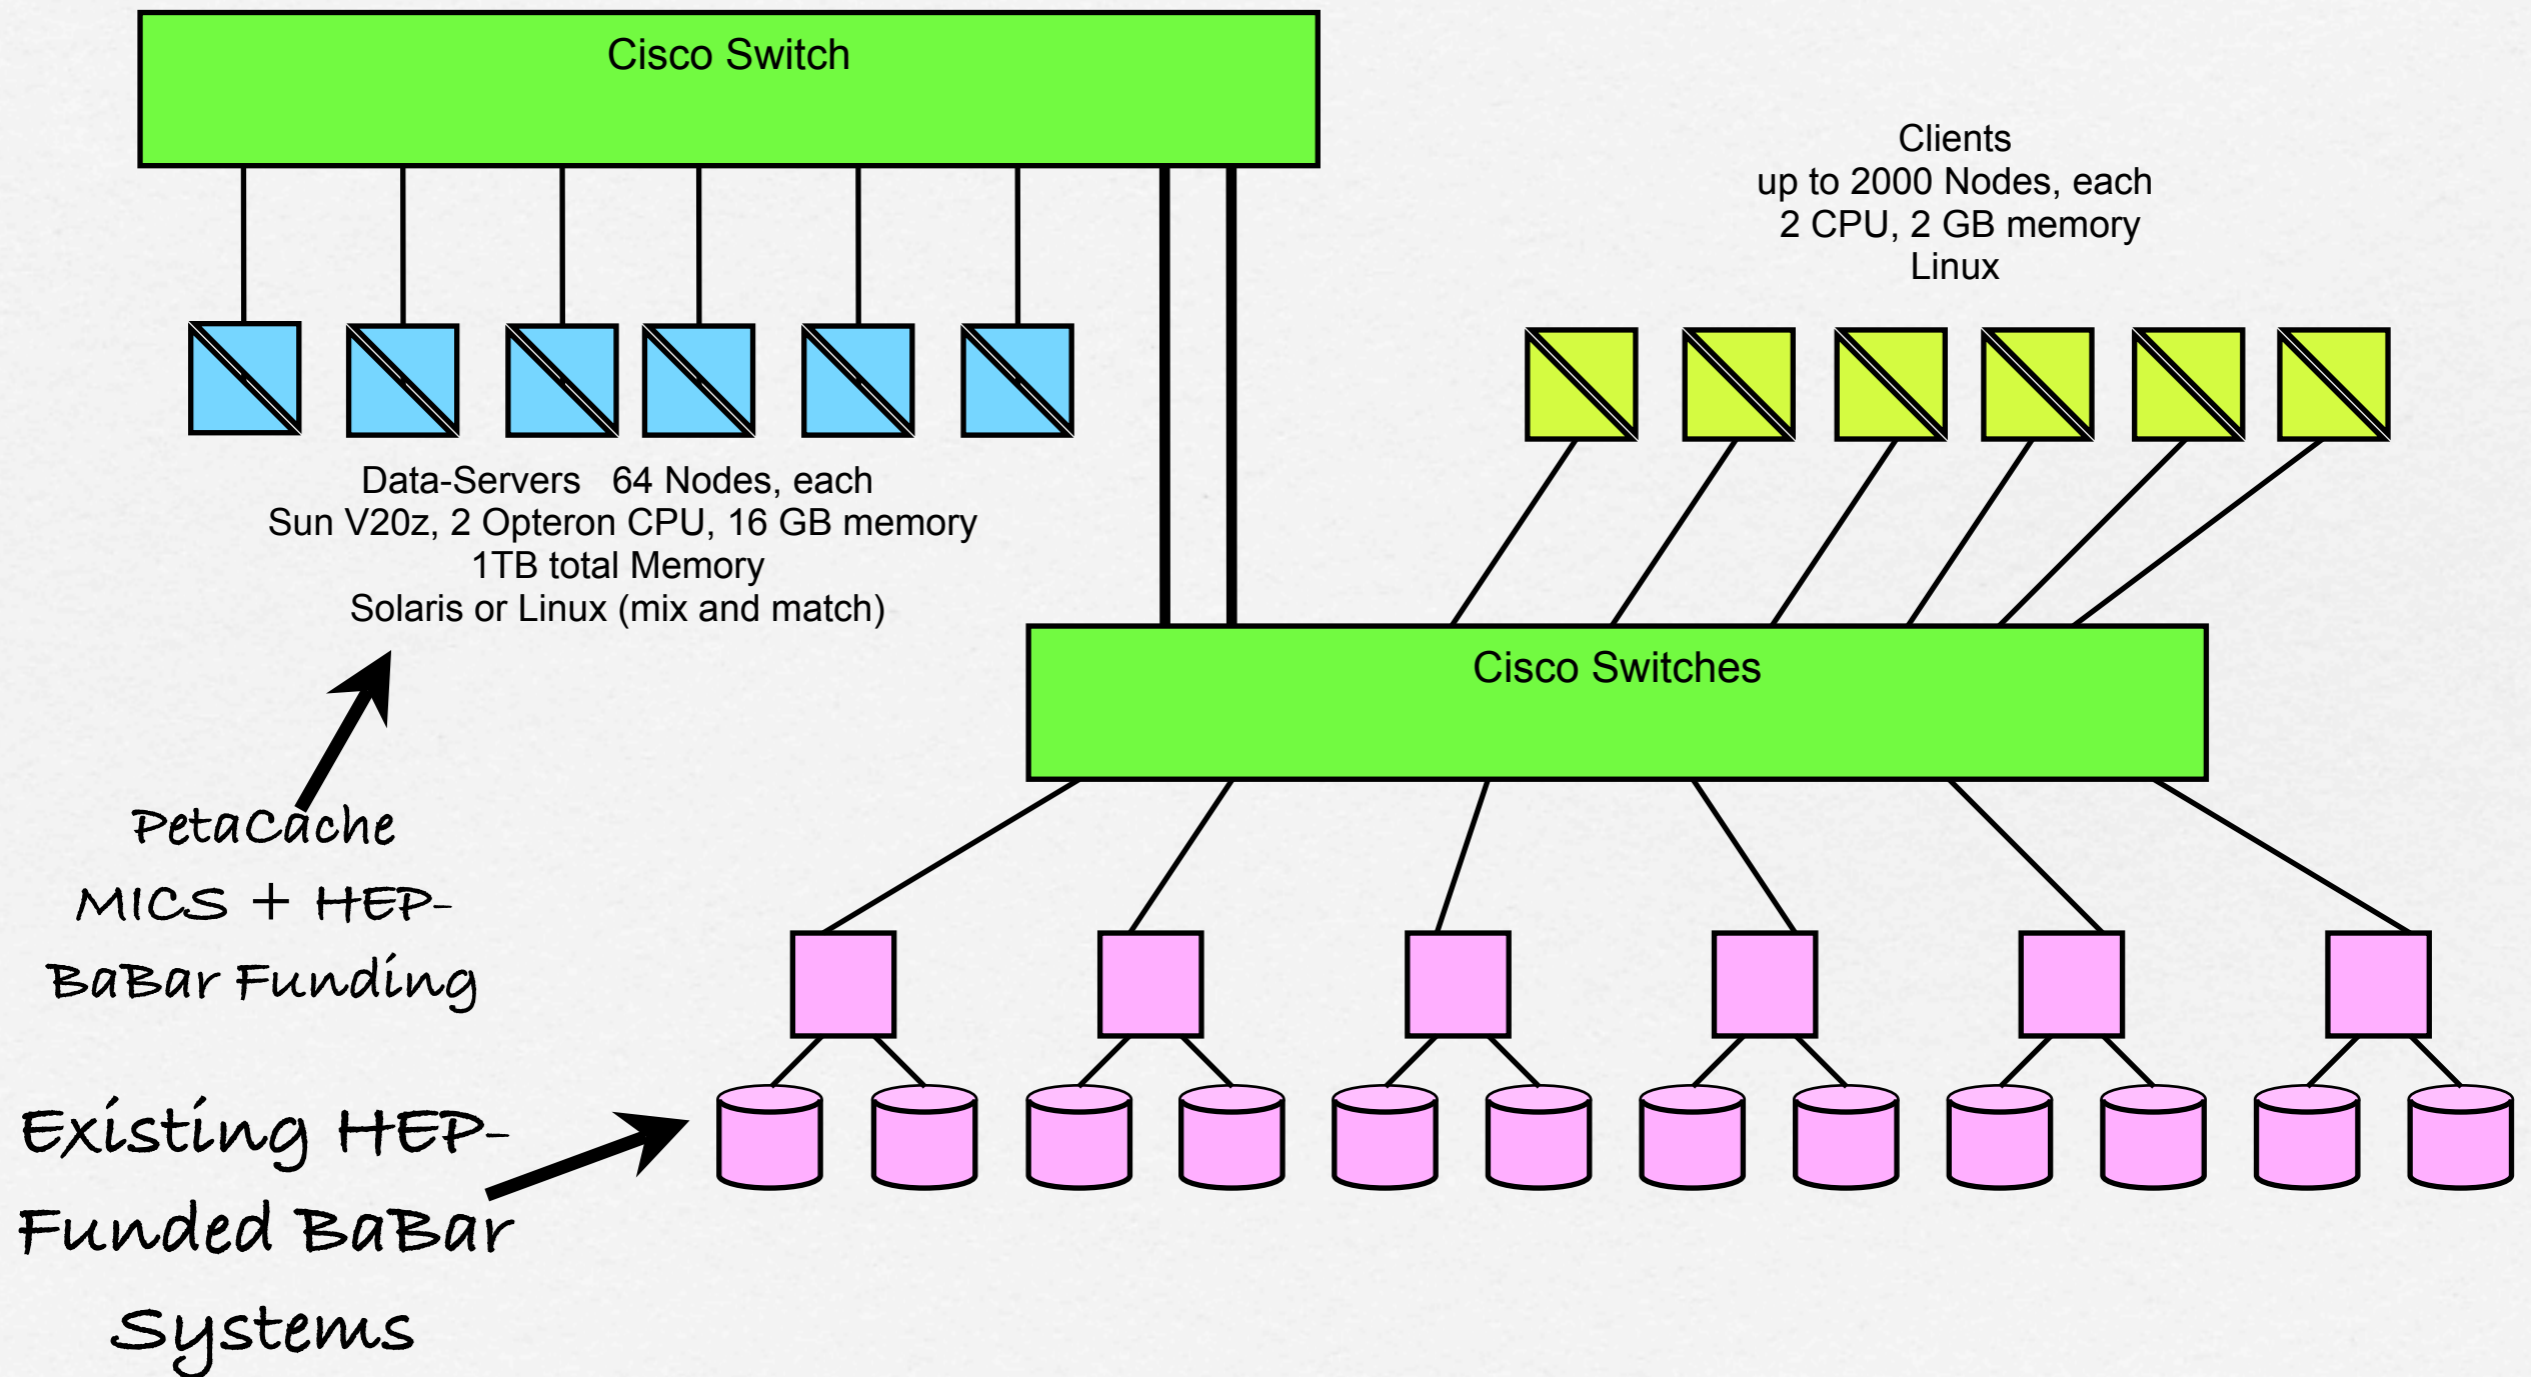 Cisco Switch
Clients
up to 2000 Nodes, each
2 CPU, 2 GB memory
Linux
Data-Servers   64 Nodes, each
Sun V20z, 2 Opteron CPU, 16 GB memory
1TB total Memory
Solaris or Linux (mix and match)
Cisco Switches
PetaCache
MICS + HEP-
BaBar Funding
Existing HEP-
Funded BaBar
Systems